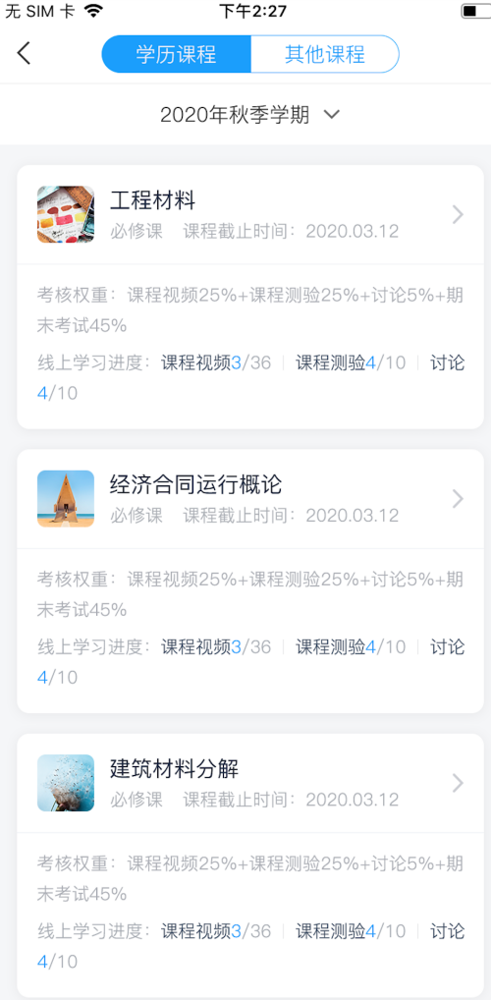 无 SIM 卡 下午2:27
学历课程 其他课程
2020年秋季学期
工程材料
必修课 课程截止时间：2020.03.12
考核权重：课程视频25%+课程测验25%+讨论5%+期
末考试45%
线上学习进度：课程视频3/36 课程测验4/10 讨论
4/10
经济合同运行概论
必修课 课程截止时间：2020.03.12
考核权重：课程视频25%+课程测验25%+讨论5%+期
末考试45%
线上学习进度：课程视频3/36 课程测验4/10 讨论
4/10
建筑材料分解
必修课 课程截止时间：2020.03.12
考核权重：课程视频25%+课程测验25%+讨论5%+期
末考试45%
线上学习进度：课程视频3/36 课程测验4/10 讨论
4/10